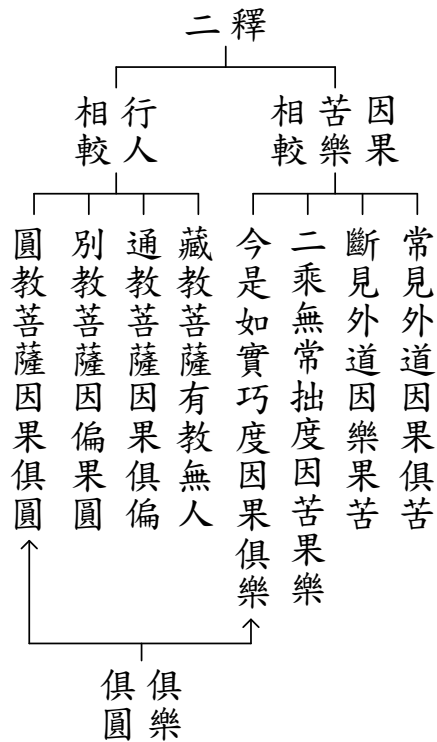 二釋
因果苦樂相較
行人相較
常見外道因果俱苦
斷見外道因樂果苦
二乘無常拙度因苦果樂
今是如實巧度因果俱樂
藏教菩薩有教無人
通教菩薩因果俱偏
別教菩薩因偏果圓
圓教菩薩因果俱圓
俱樂
俱圓